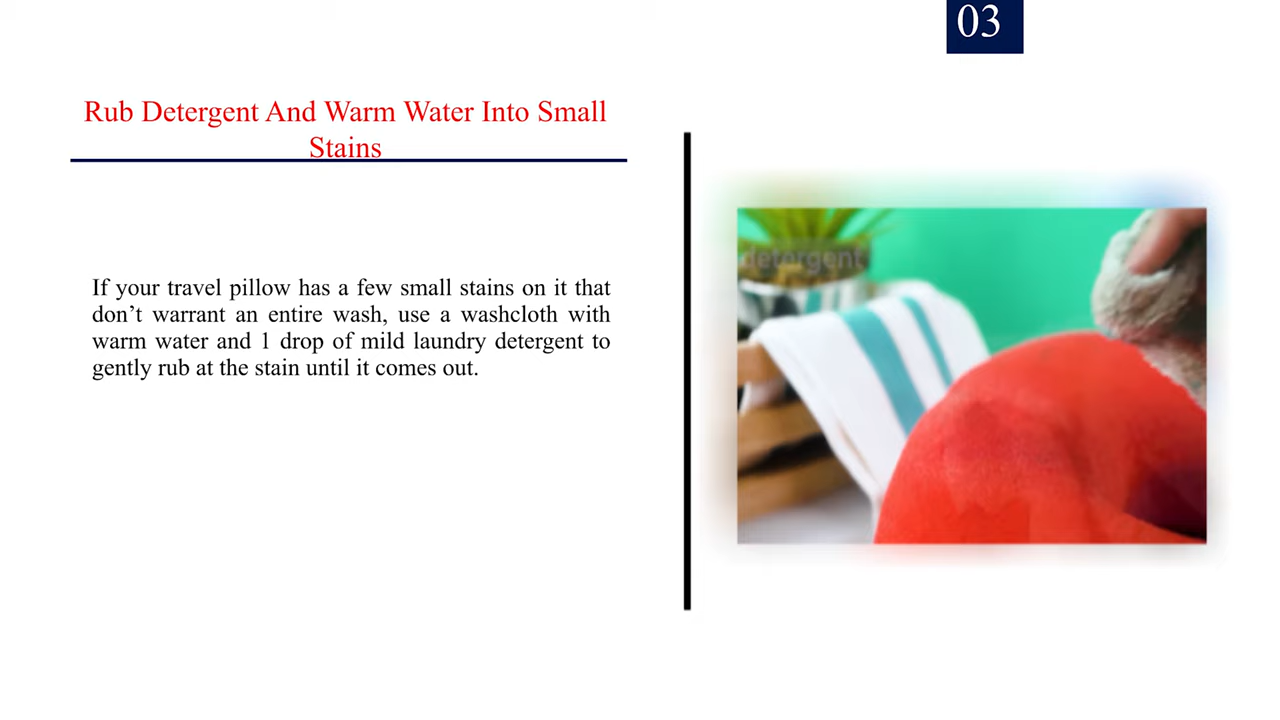 03
Rub Detergent And Warm Water Into Small
Stains
If your travel pillow has a few small stains on it that
don’t warrant an entire wash, use a washcloth with
warm water and 1 drop of mild laundry detergent to
gently rub at the stain until it comes out.
detergent